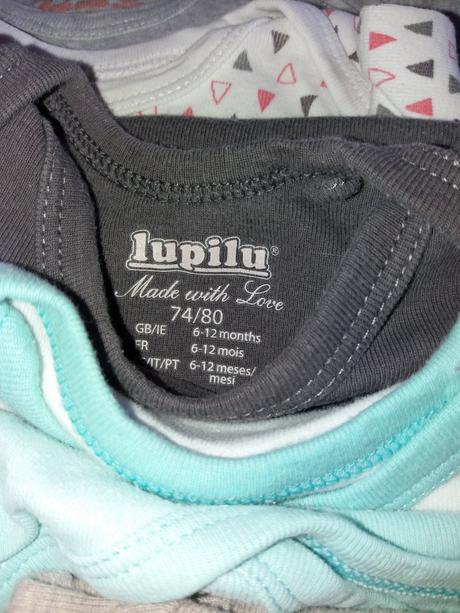 lupilu®
Made with Love
74/80
GB/IE 6-12 months
FR 6-12 mois
/IT/PT 6-12 meses/
mesi